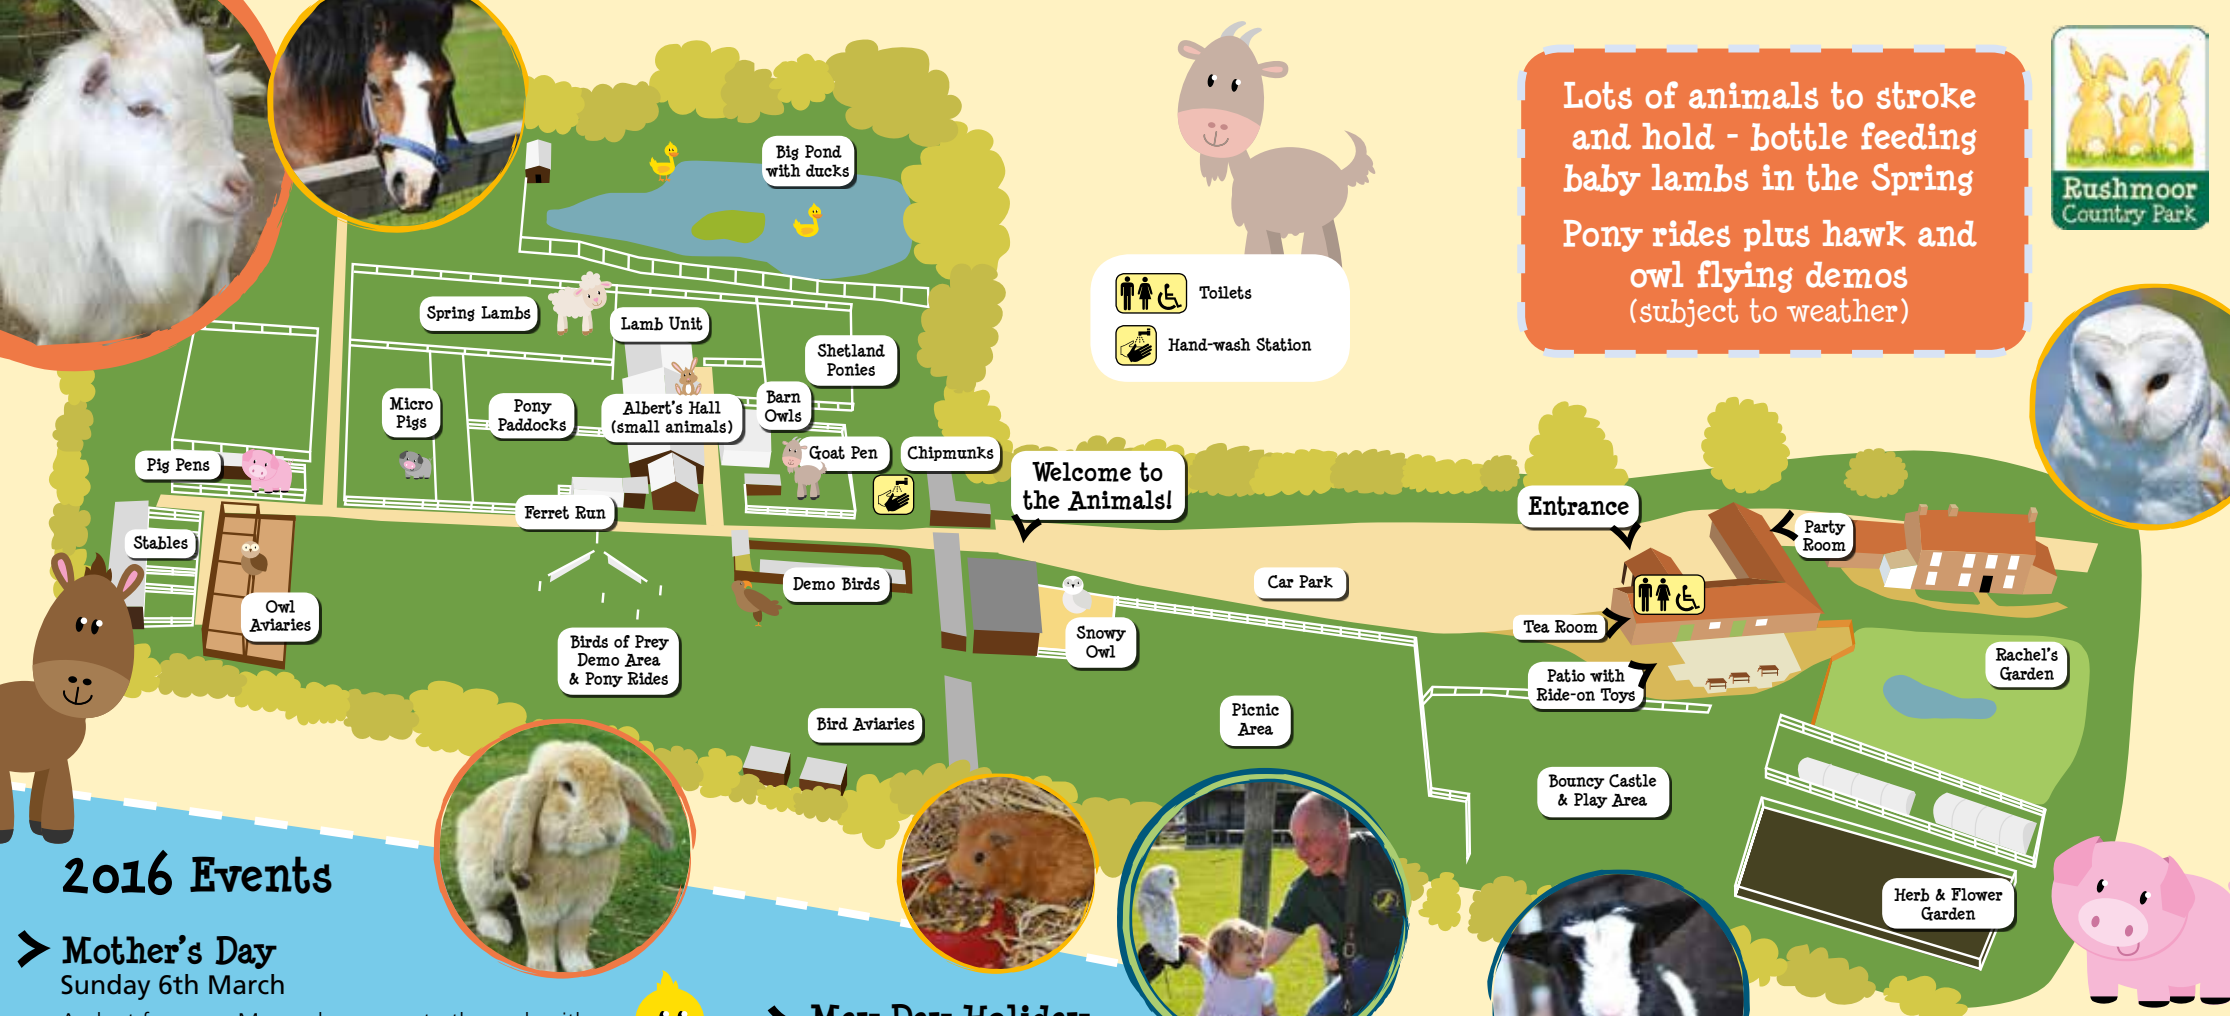 Lots of animals to stroke
and hold - bottle feeding
baby lambs in the Spring
Pony rides plus hawk and
owl flying demos
(subject to weather)
Rushmoor
Country Park
Big Pond
with ducks
Toilets
Hand-wash Station
Spring Lambs
Lamb Unit
Shetland
Ponies
Micro
Pigs
Pony
Paddocks
Albert's Hall
(small animals)
Barn
Owls
Pig Pens
Goat Pen
Chipmunks
Welcome to
the Animals!
Entrance
Party
Room
Ferret Run
Stables
Owl
Aviaries
Demo Birds
Car Park
Birds of Prey
Demo Area
& Pony Rides
Snowy
Owl
Tea Room
Patio with
Ride-on Toys
Rachel's
Garden
Bird Aviaries
Picnic
Area
Bouncy Castle
& Play Area
Herb & Flower
Garden
2016 Events
Mother's Day
Sunday 6th March
May Day Holiday